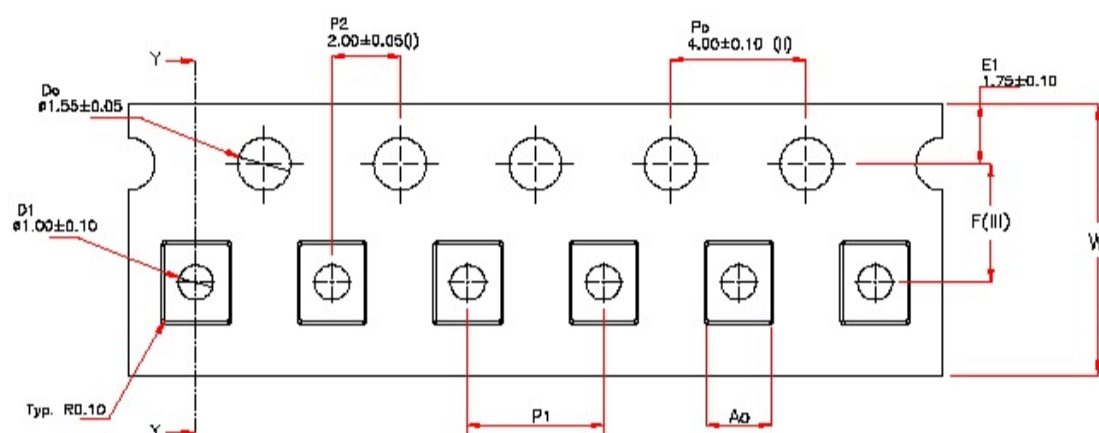 P2
2.00±0.05(I)
Po
4.00±0.10 (II)
E1
1.75±0.10
Y
Do
ø1.55±0.05
D1
ø1.00±0.10
F(III)
W
Typ. R0.10
P1
Ao
Y